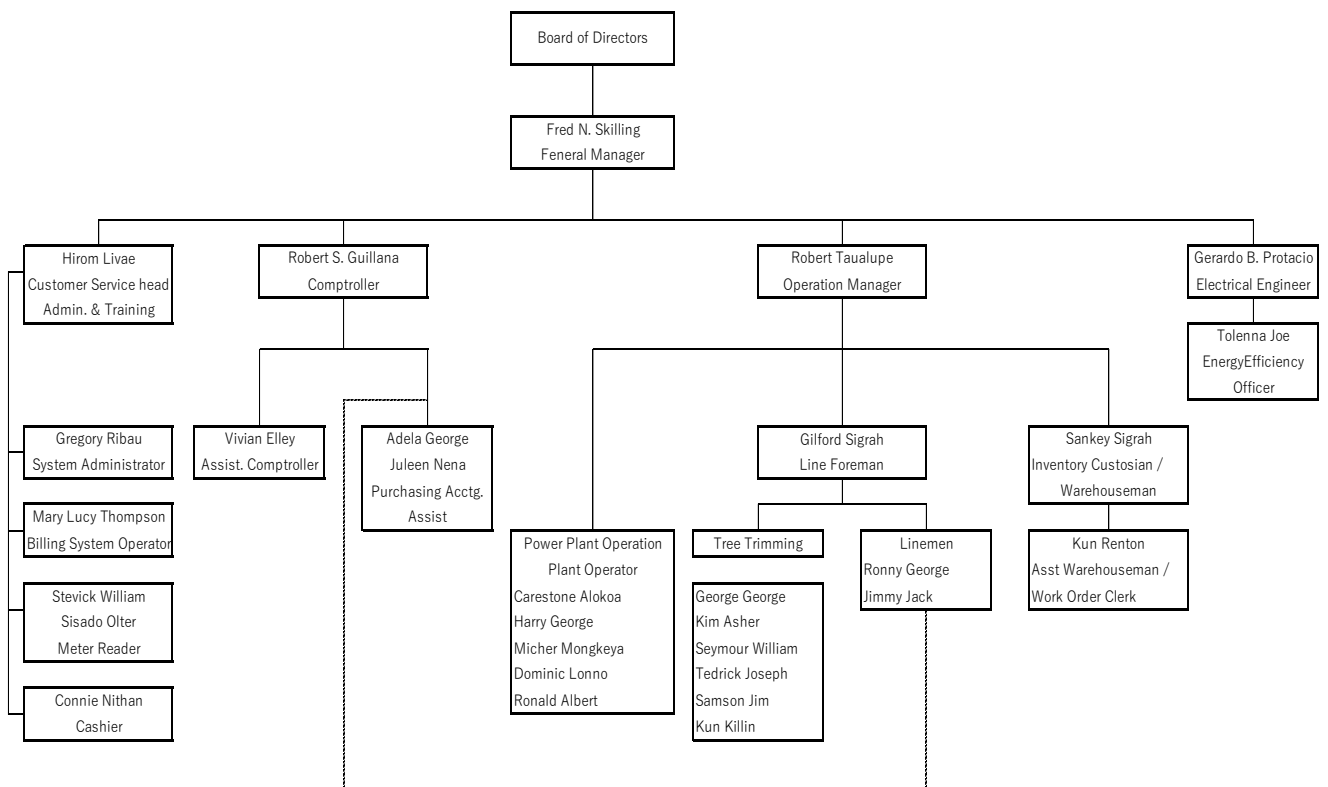 Board of Directors
Fred N. Skilling
Feneral Manager
Hirom Livae
Customer Service head
Admin. & Training
Robert S. Guillana
Comptroller
Robert Taualupe
Operation Manager
Gerardo B. Protacio
Electrical Engineer
Tolenna Joe
EnergyEfficiency
Officer
Gregory Ribau
System Administrator
Vivian Elley
Assist. Comptroller
Adela George
Juleen Nena
Purchasing Acctg.
Assist
Gilford Sigrah
Line Foreman
Sankey Sigrah
Inventory Custosian /
Warehouseman
Mary Lucy Thompson
Billing System Operator
Power Plant Operation
Plant Operator
Carestone Alokoa
Harry George
Micher Mongkeya
Dominic Lonno
Ronald Albert
Tree Trimming
George George
Kim Asher
Seymour William
Tedrick Joseph
Samson Jim
Kun Killin
Linemen
Ronny George
Jimmy Jack
Kun Renton
Asst Warehouseman /
Work Order Clerk
Stevick William
Sisado Olter
Meter Reader
Connie Nithan
Cashier